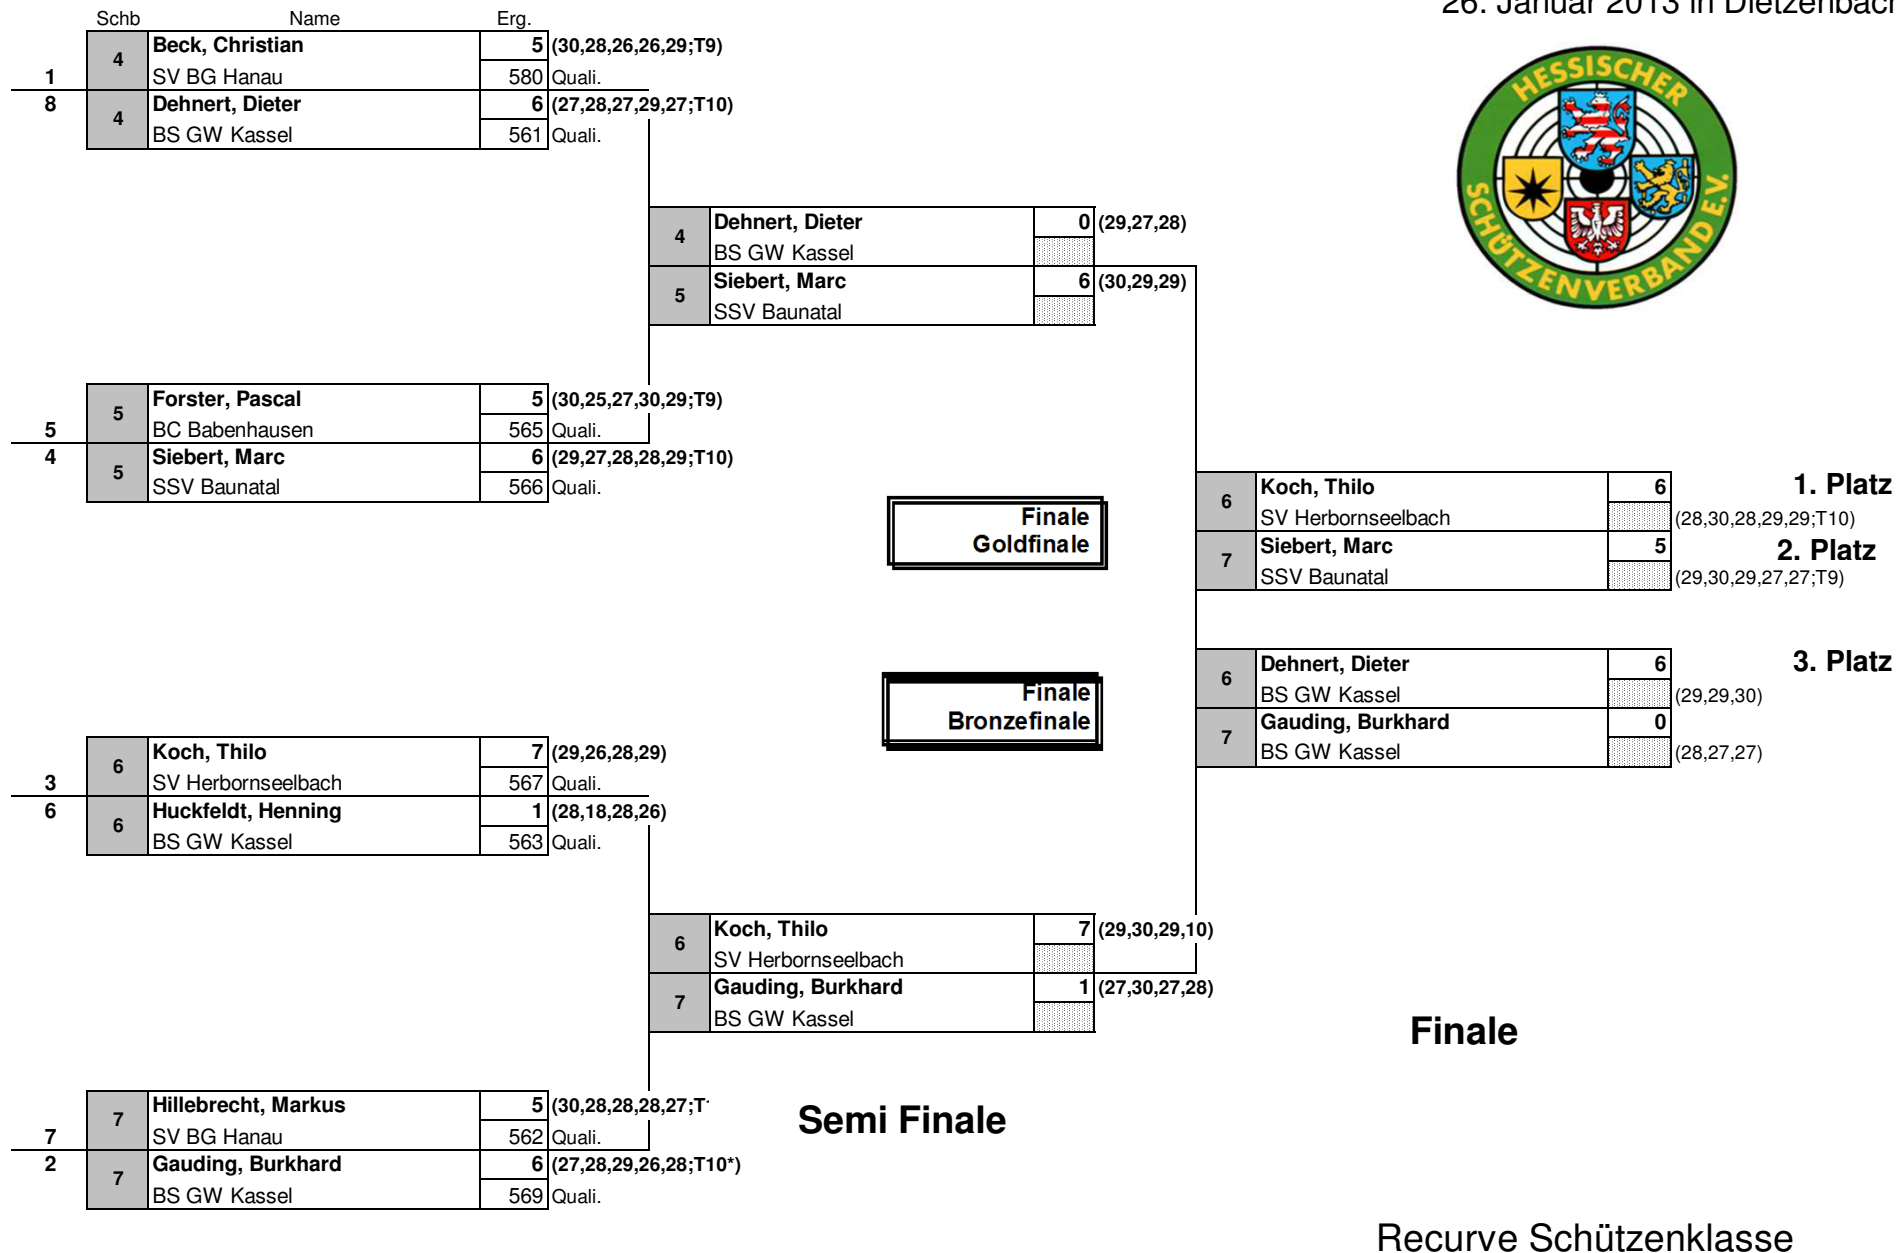 26. Januar 2013 in Dietzenbach
Schb Name Erg.
4 Beck, Christian 5 (30,28,26,26,29;T9)
1 SV BG Hanau 580 Quali.
8 4 Dehnert, Dieter 6 (27,28,27,29,27;T10)
BS GW Kassel 561 Quali.
HESSISCHER
SCHÜTZENVERBAND E.V.
4 Dehnert, Dieter 0 (29,27,28)
BS GW Kassel
5 Siebert, Marc 6 (30,29,29)
SSV Baunatal
5 Forster, Pascal 5 (30,25,27,30,29;T9)
5 BC Babenhausen 565 Quali.
4 5 Siebert, Marc 6 (29,27,28,28,29;T10)
SSV Baunatal 566 Quali.
Finale
Goldfinale
6 Koch, Thilo 6 1. Platz
SV Herbornseelbach (28,30,28,29,29;T10)
7 Siebert, Marc 5 2. Platz
SSV Baunatal (29,30,29,27,27;T9)
Finale
Bronzefinale
6 Dehnert, Dieter 6 3. Platz
BS GW Kassel (29,29,30)
7 Gauding, Burkhard 0
BS GW Kassel (28,27,27)
6 Koch, Thilo 7 (29,26,28,29)
3 SV Herbornseelbach 567 Quali.
6 6 Huckfeldt, Henning 1 (28,18,28,26)
BS GW Kassel 563 Quali.
6 Koch, Thilo 7 (29,30,29,10)
SV Herbornseelbach
7 Gauding, Burkhard 1 (27,30,27,28)
BS GW Kassel
Finale
7 Hillebrecht, Markus 5 (30,28,28,28,27;T
7 SV BG Hanau 562 Quali.
2 7 Gauding, Burkhard 6 (27,28,29,26,28;T10*)
BS GW Kassel 569 Quali.
Semi Finale
Recurve Schützenklasse